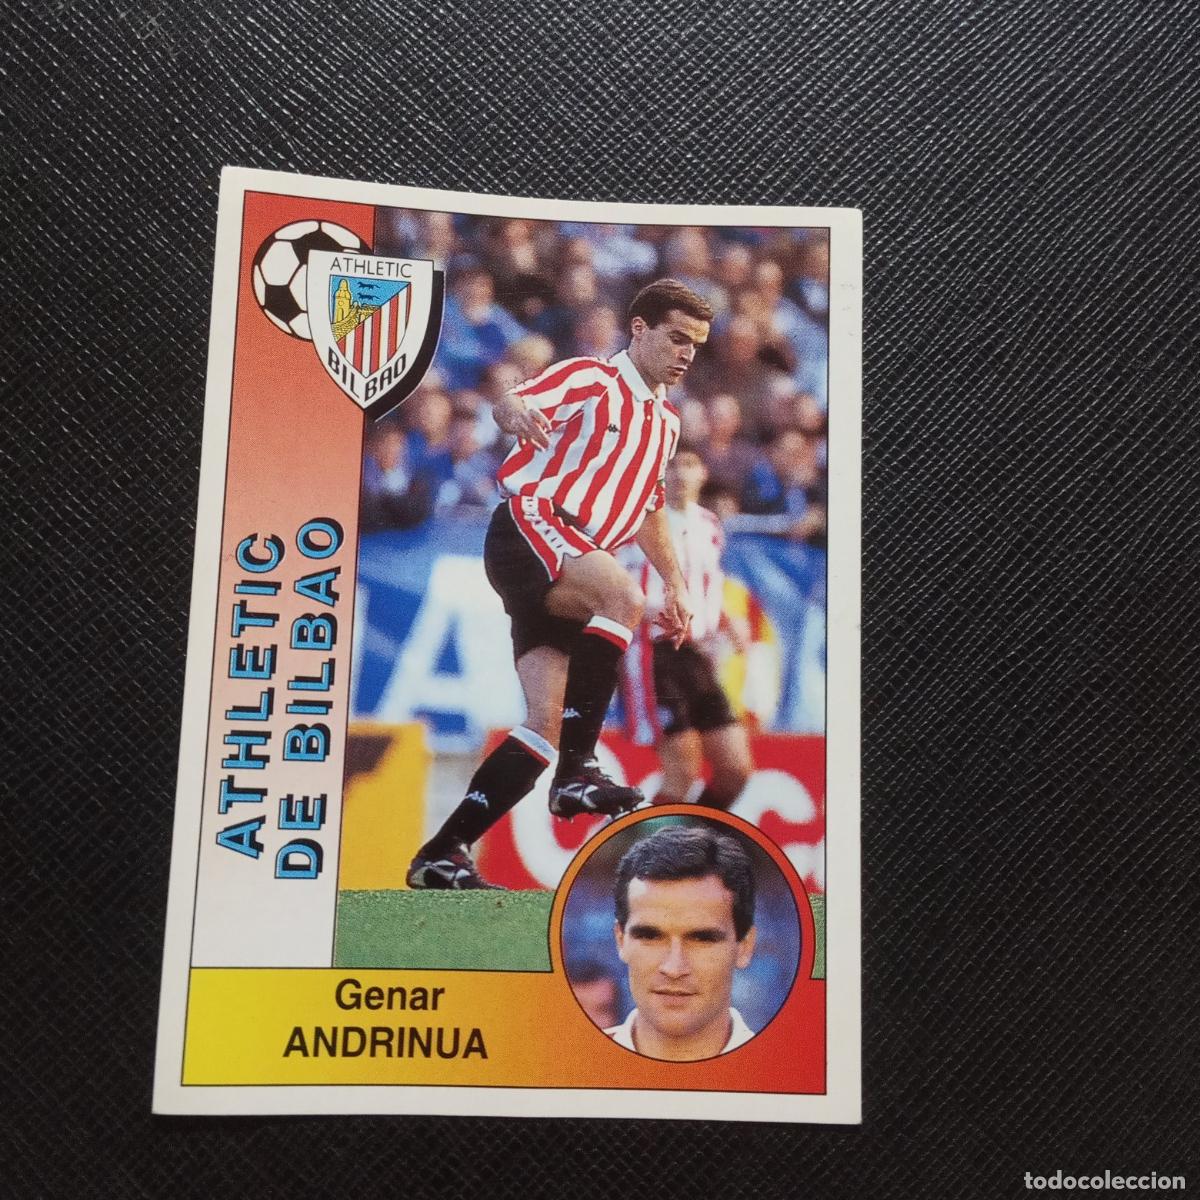 ATHLETIC
BILBAO
ATHLETIC
DE BILBAO
Genar
ANDRINUA
todocoleccion